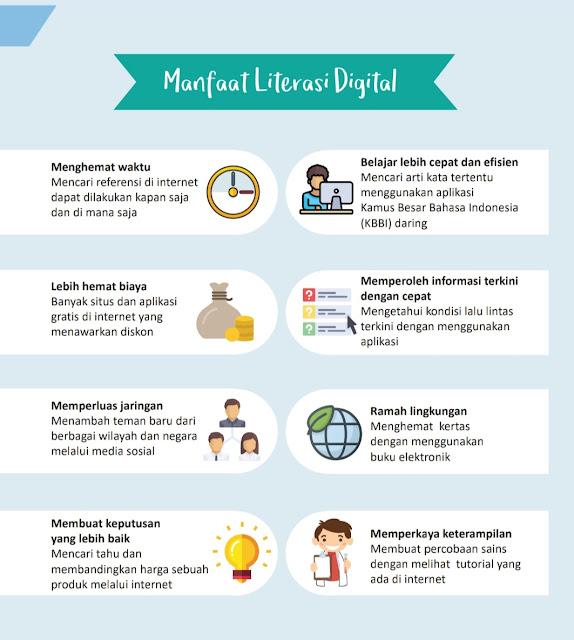 Manfaat Literasi Digital
Menghemat waktu
Mencari referensi di internet
dapat dilakukan kapan saja
dan di mana saja
Belajar lebih cepat dan efisien
Mencari arti kata tertentu
menggunakan aplikasi
Kamus Besar Bahasa Indonesia
(KBBI) daring
Lebih hemat biaya
Banyak situs dan aplikasi
gratis di internet yang
menawarkan diskon
Memperoleh informasi terkini
dengan cepat
Mengetahui kondisi lalu lintas
terkini dengan menggunakan
aplikasi
?
?
?
Memperluas jaringan
Menambah teman baru dari
berbagai wilayah dan negara
melalui media sosial
Ramah lingkungan
Menghemat kertas
dengan menggunakan
buku elektronik
Membuat keputusan
yang lebih baik
Mencari tahu dan
membandingkan harga sebuah
produk melalui internet
Memperkaya keterampilan
Membuat percobaan sains
dengan melihat tutorial yang
ada di internet